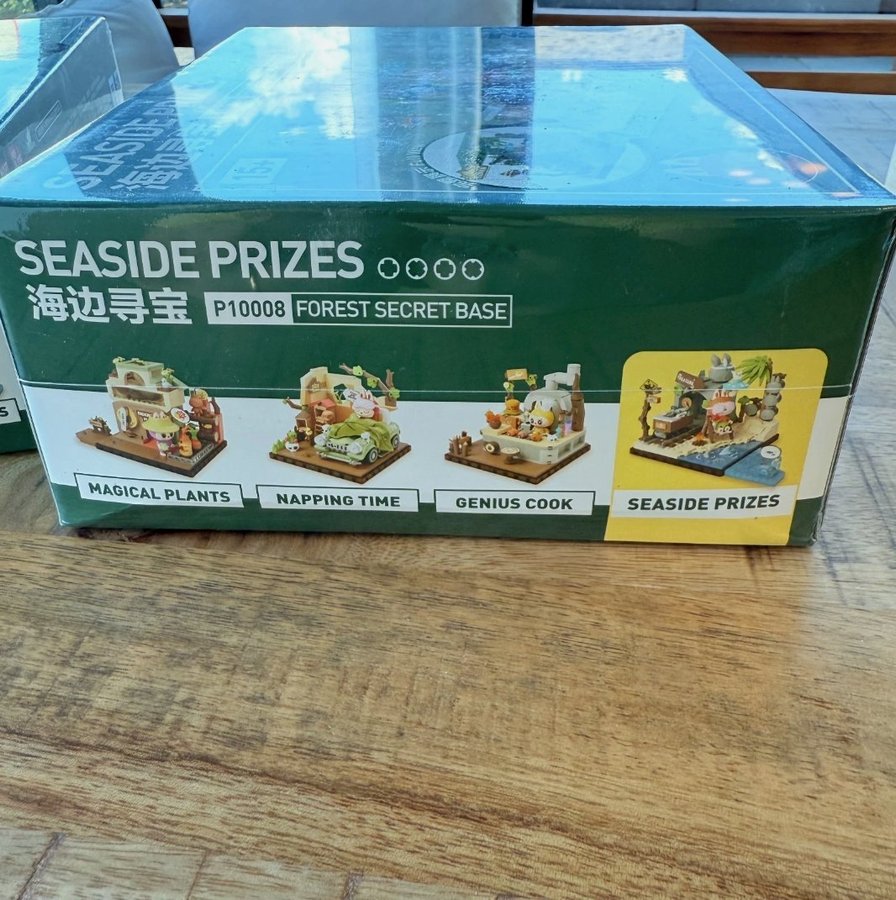 SEASIDE PRIZES
海边寻宝
P10008 FOREST SECRET BASE
MAGICAL PLANTS
NAPPING TIME
GENIUS COOK
SEASIDE PRIZES